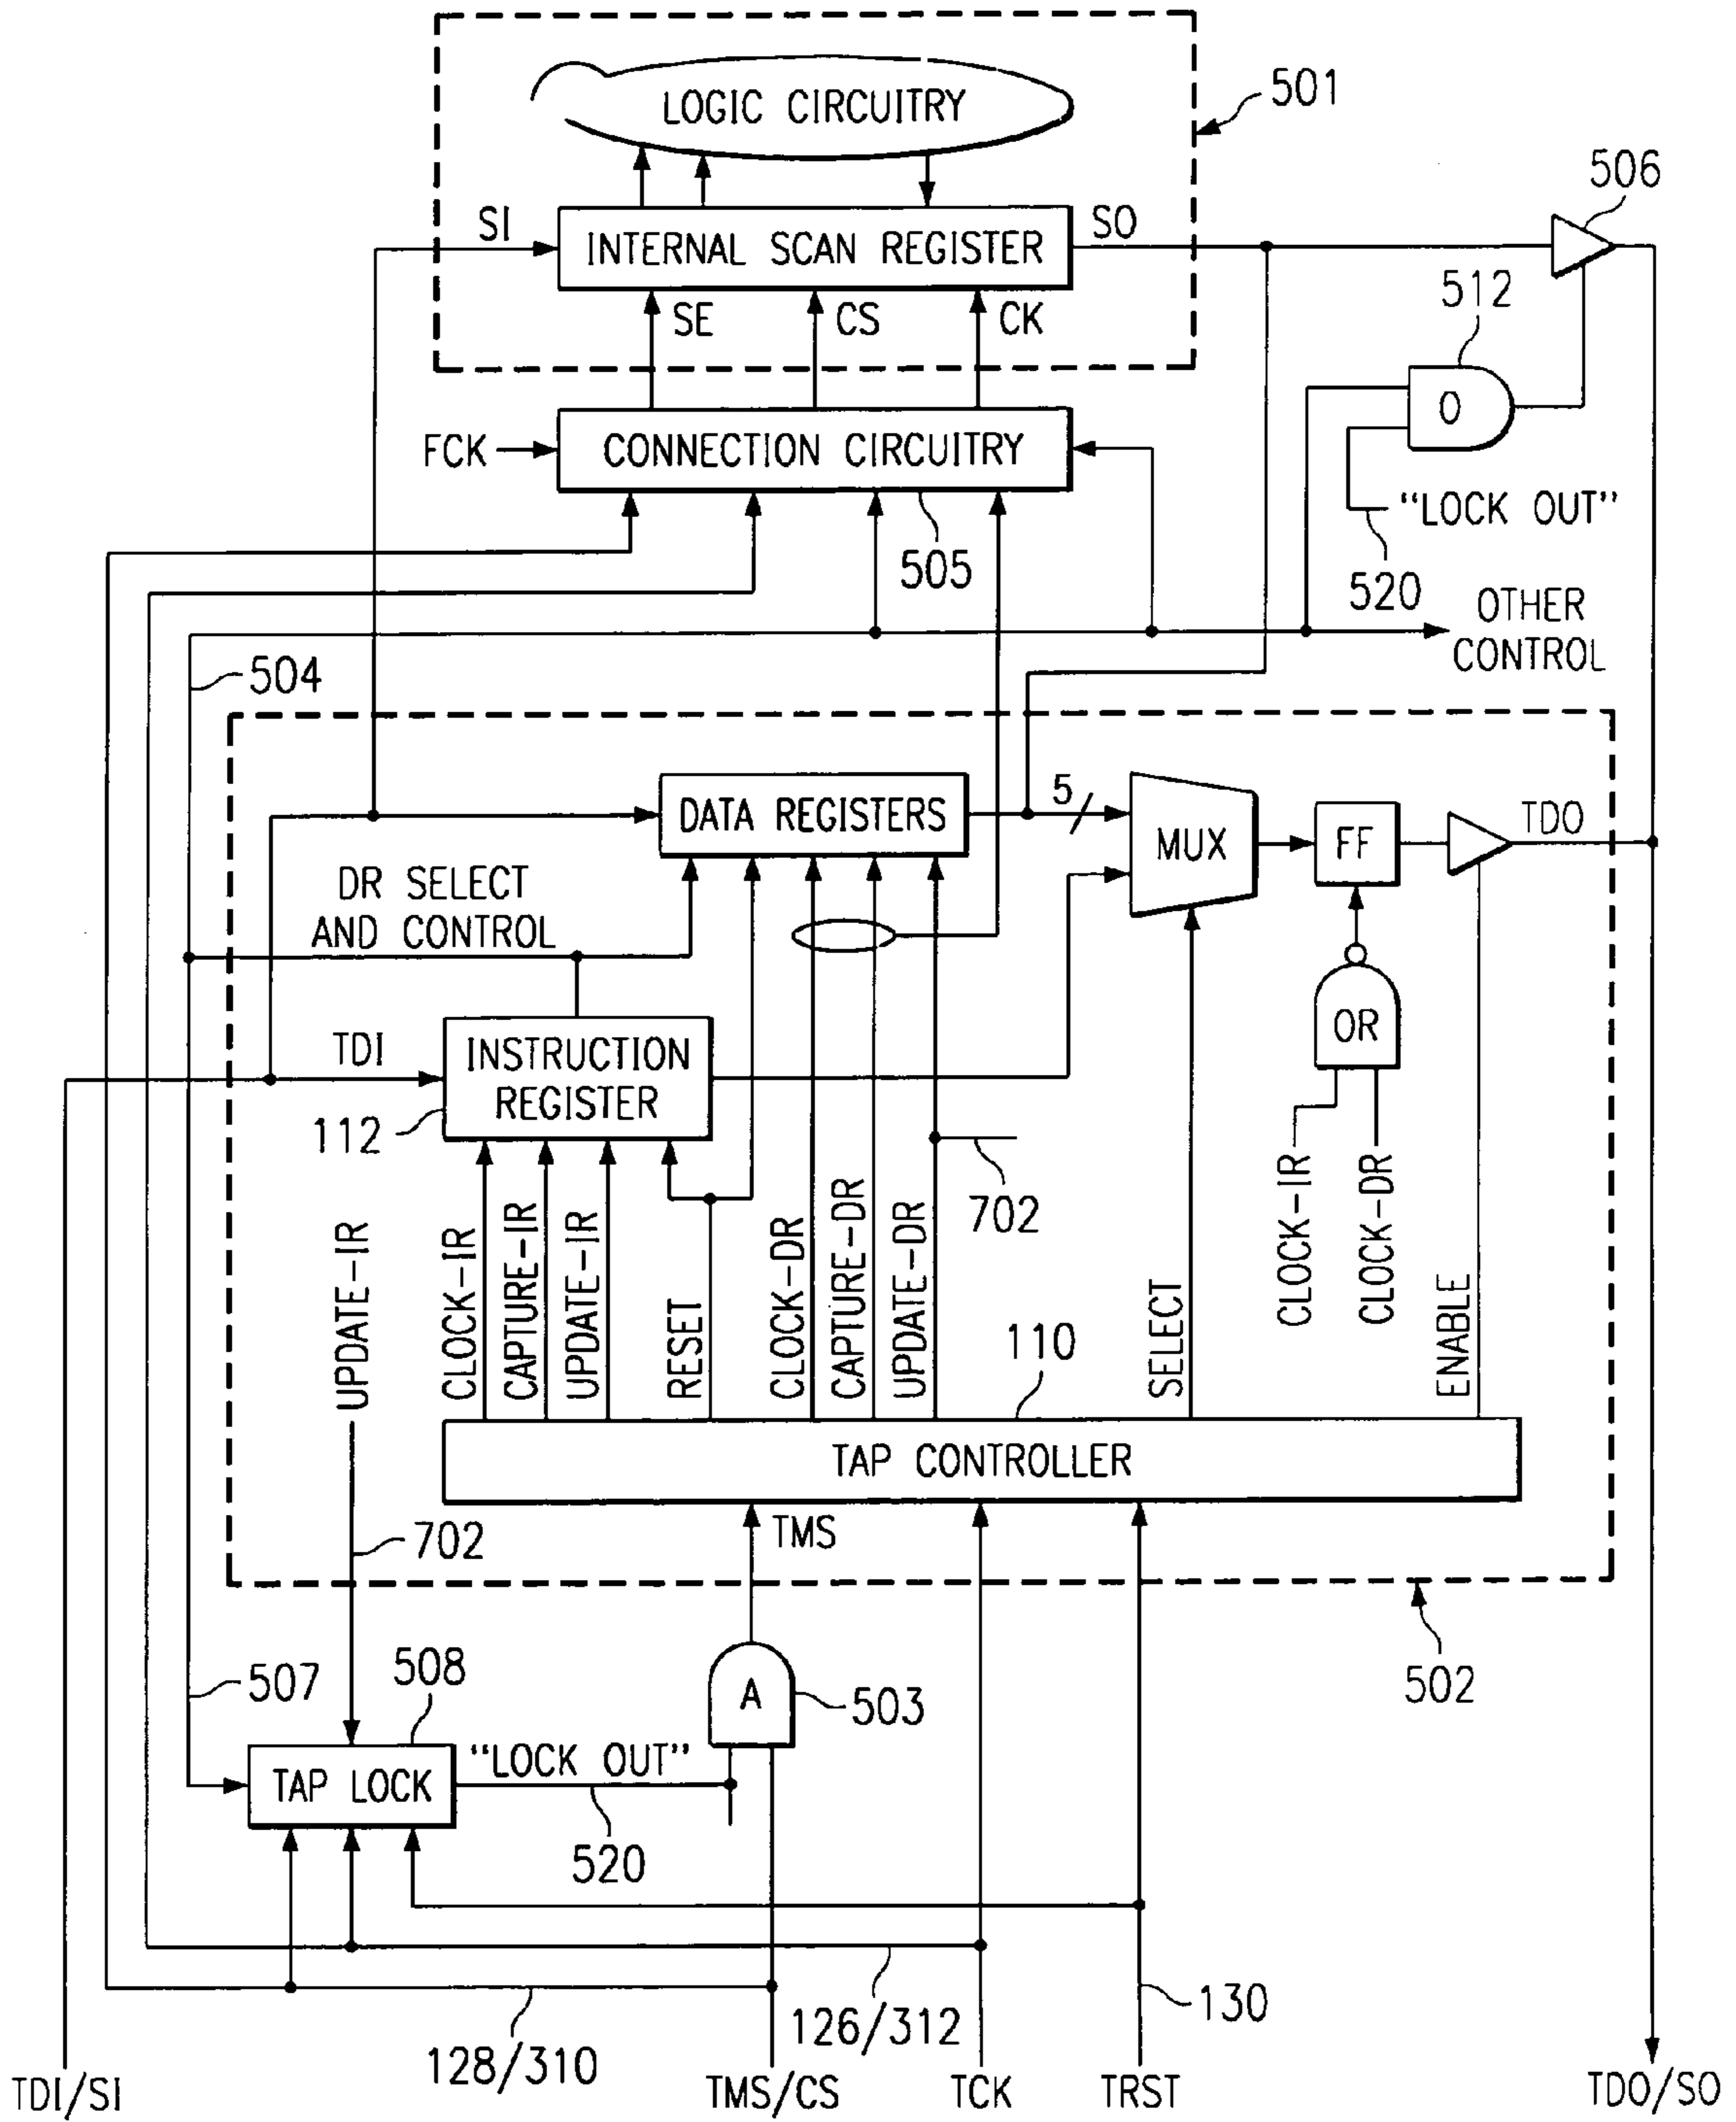 LOGIC CIRCUITRY
501
506
SI
INTERNAL SCAN REGISTER
SO
512
SE
CS
CK
O
FCK
CONNECTION CIRCUITRY
"LOCK OUT"
505
520
OTHER
CONTROL
504
DATA REGISTERS
5
MUX
FF
TDO
DR SELECT
AND CONTROL
OR
TDI
INSTRUCTION
REGISTER
112
702
UPDATE-IR
CLOCK-IR
CAPTURE-IR
UPDATE-IR
RESET
CLOCK-DR
CAPTURE-DR
UPDATE-DR
SELECT
CLOCK-IR
CLOCK-DR
ENABLE
110
TAP CONTROLLER
702
TMS
507
508
A
503
502
TAP LOCK
"LOCK OUT"
520
130
126/312
128/310
TDI/SI
TMS/CS
TCK
TRST
TDO/SO